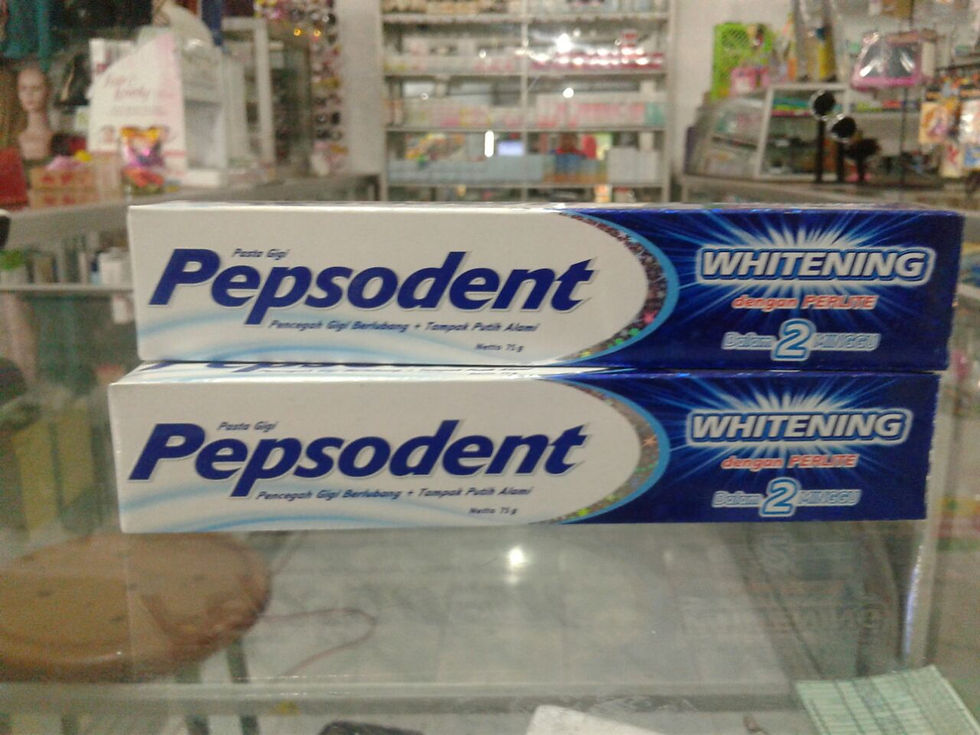 Pasta Gigi
Pepsodent
Pencegah Gigi Berlubang + Tampak Putih Alami
Netto 75 g
WHITENING
dengan PERLITE
Dalam 2 MINGGU
Pasta Gigi
Pepsodent
Pencegah Gigi Berlubang + Tampak Putih Alami
Netto 75 g
WHITENING
dengan PERLITE
Dalam 2 MINGGU